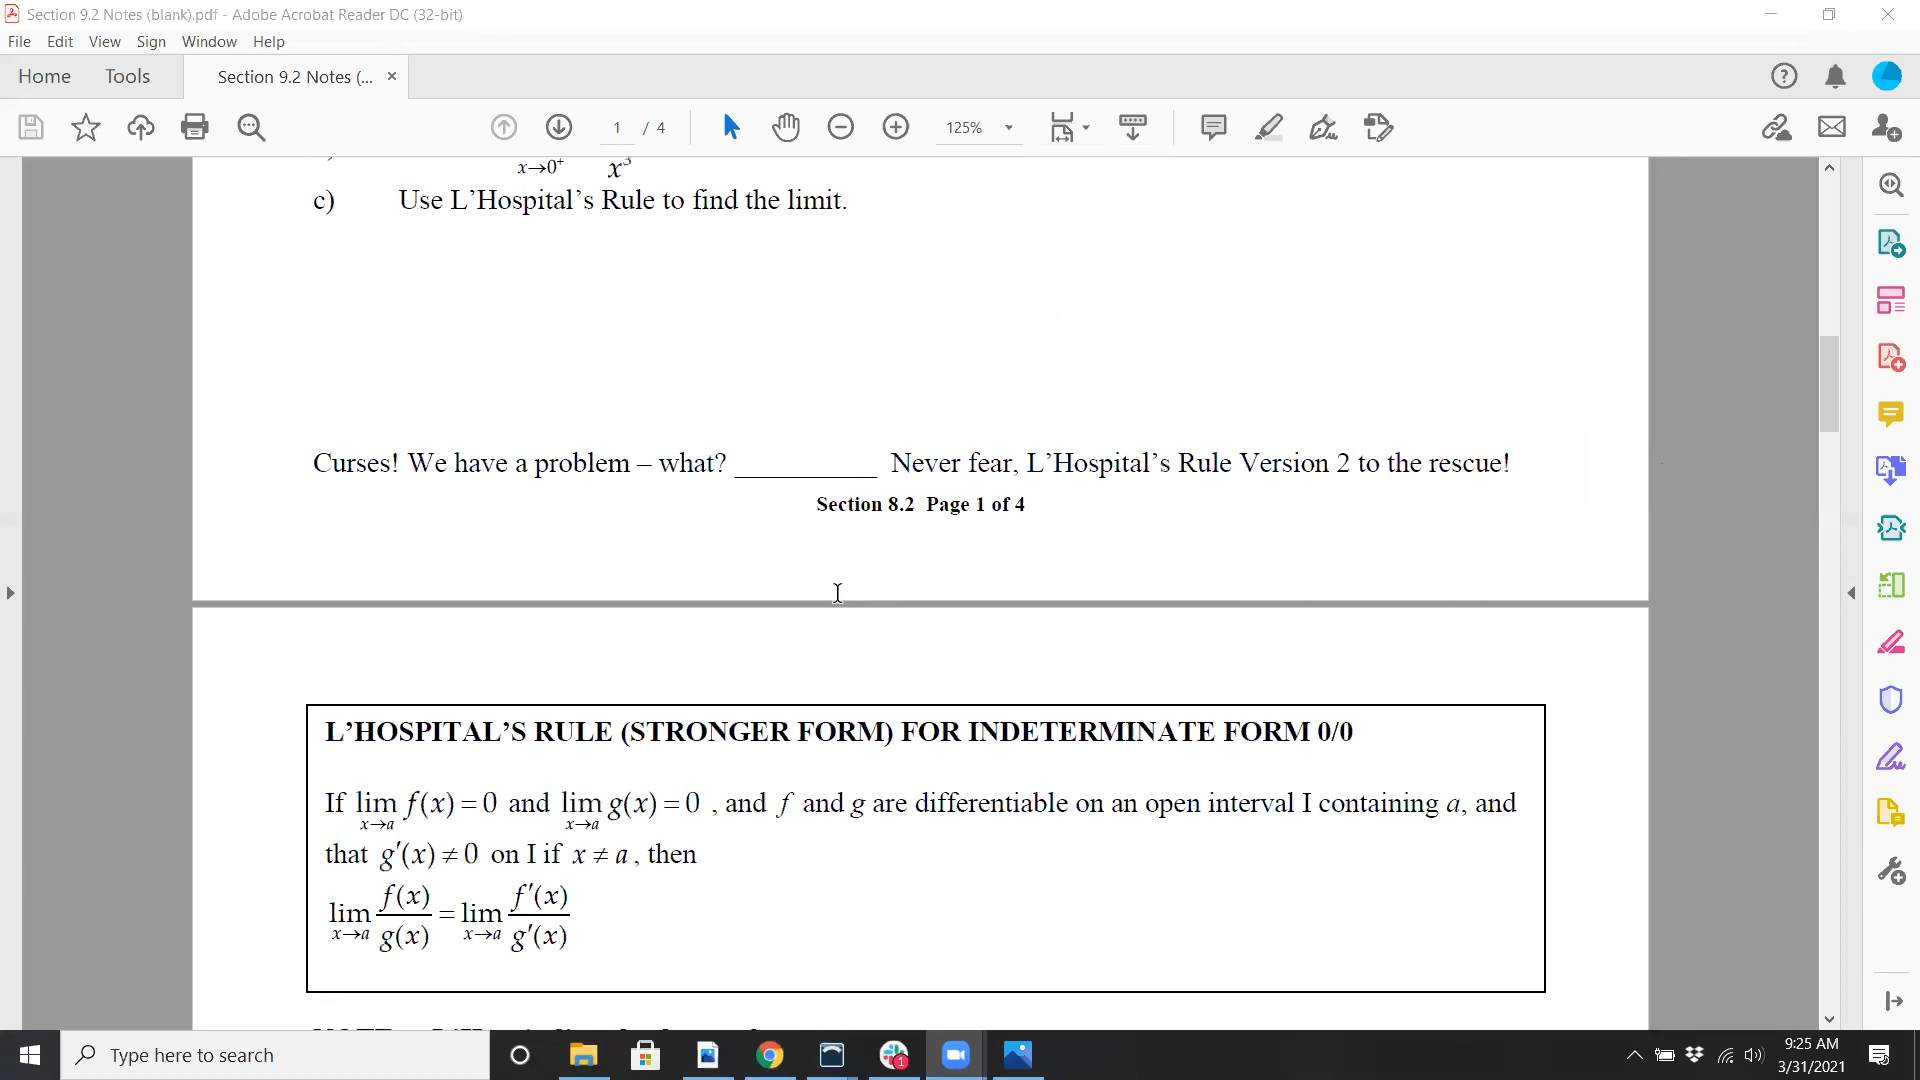 Section 9.2 Notes (blank).pdf - Adobe Acrobat Reader DC (32-bit)
File Edit View Sign Window Help
Home Tools Section 9.2 Notes (... ×
1 / 4 125%
x→0⁺ x³
c) Use L'Hospital's Rule to find the limit.
Curses! We have a problem – what? __________ Never fear, L'Hospital's Rule Version 2 to the rescue!
Section 8.2 Page 1 of 4
L'HOSPITAL'S RULE (STRONGER FORM) FOR INDETERMINATE FORM 0/0
If lim x→a f(x) = 0 and lim x→a g(x) = 0 , and f and g are differentiable on an open interval I containing a, and
that g′(x) ≠ 0 on I if x ≠ a , then
lim x→a f(x)/g(x) = lim x→a f′(x)/g′(x)
Type here to search
1
9:25 AM
3/31/2021